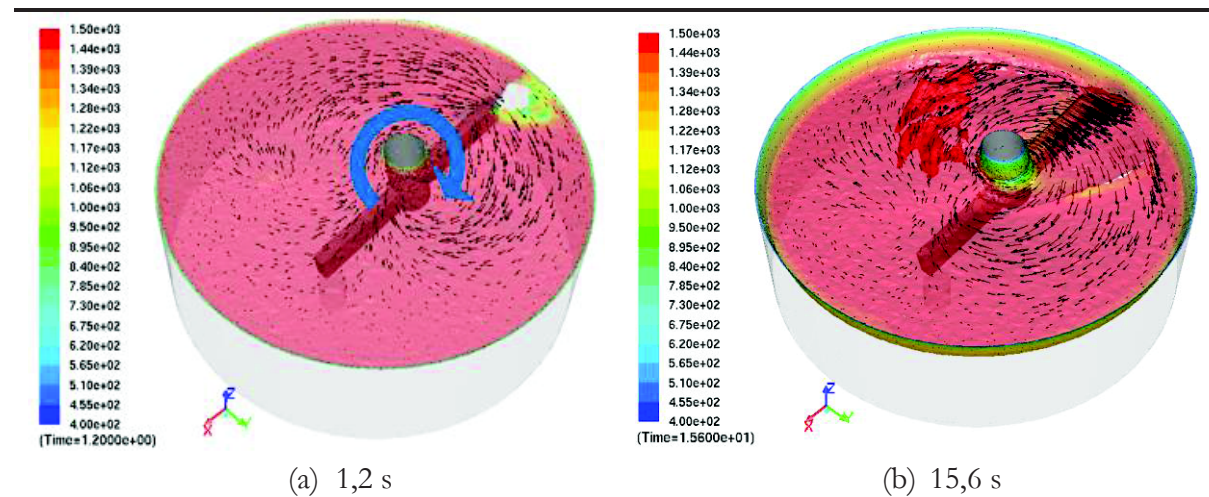 1.50e+03
1.44e+03
1.39e+03
1.34e+03
1.28e+03
1.22e+03
1.17e+03
1.12e+03
1.06e+03
1.00e+03
9.50e+02
8.95e+02
8.40e+02
7.85e+02
7.30e+02
6.75e+02
6.20e+02
5.65e+02
5.10e+02
4.55e+02
4.00e+02
(Time=1.2000e+00)
Z
X
Y
(a) 1,2 s
1.50e+03
1.44e+03
1.39e+03
1.34e+03
1.28e+03
1.22e+03
1.17e+03
1.12e+03
1.06e+03
1.00e+03
9.50e+02
8.95e+02
8.40e+02
7.85e+02
7.30e+02
6.75e+02
6.20e+02
5.65e+02
5.10e+02
4.55e+02
4.00e+02
(Time=1.5600e+01)
Z
X
Y
(b) 15,6 s